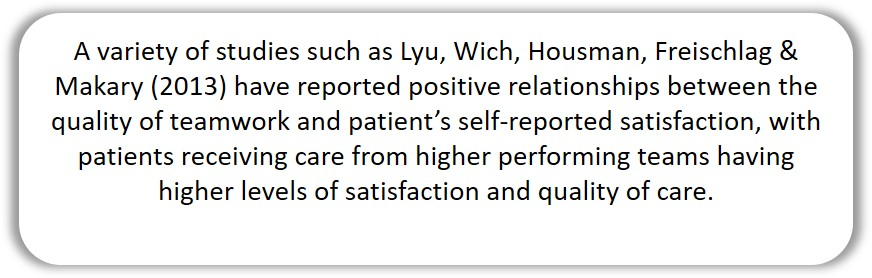 A variety of studies such as Lyu, Wich, Housman, Freischlag &
Makary (2013) have reported positive relationships between the
quality of teamwork and patient’s self-reported satisfaction, with
patients receiving care from higher performing teams having
higher levels of satisfaction and quality of care.